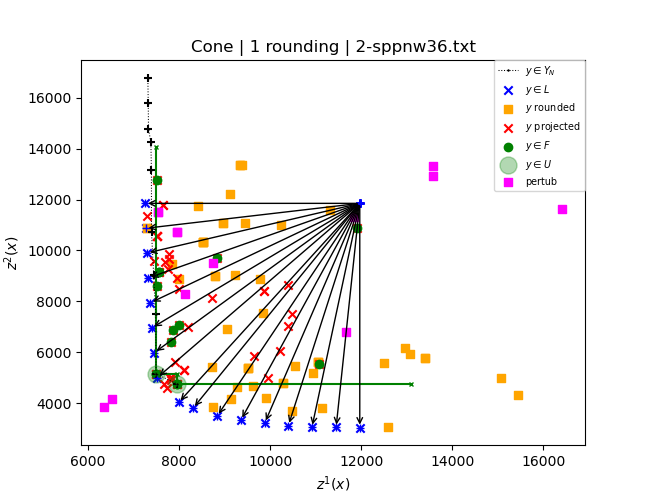 Cone | 1 rounding | 2-sppnw36.txt
y ∈ Y_N
y ∈ L
y rounded
y projected
y ∈ F
y ∈ U
pertub
16000
14000
12000
10000
8000
6000
4000
z²(x)
6000 8000 10000 12000 14000 16000
z¹(x)